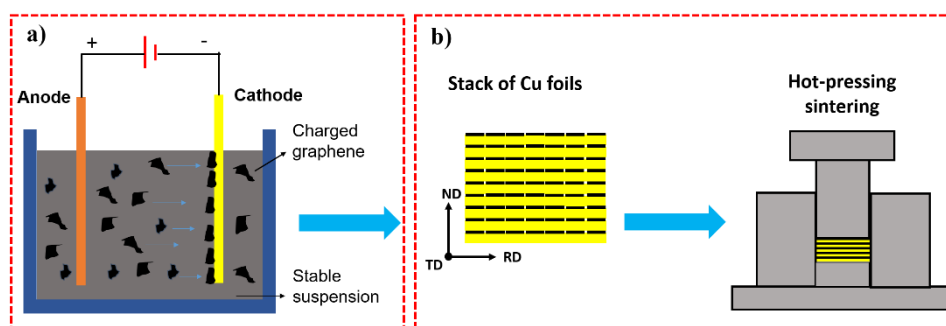 a)
+
-
Anode
Cathode
Charged
graphene
Stable
suspension
b)
Stack of Cu foils
ND
TD
RD
Hot-pressing
sintering